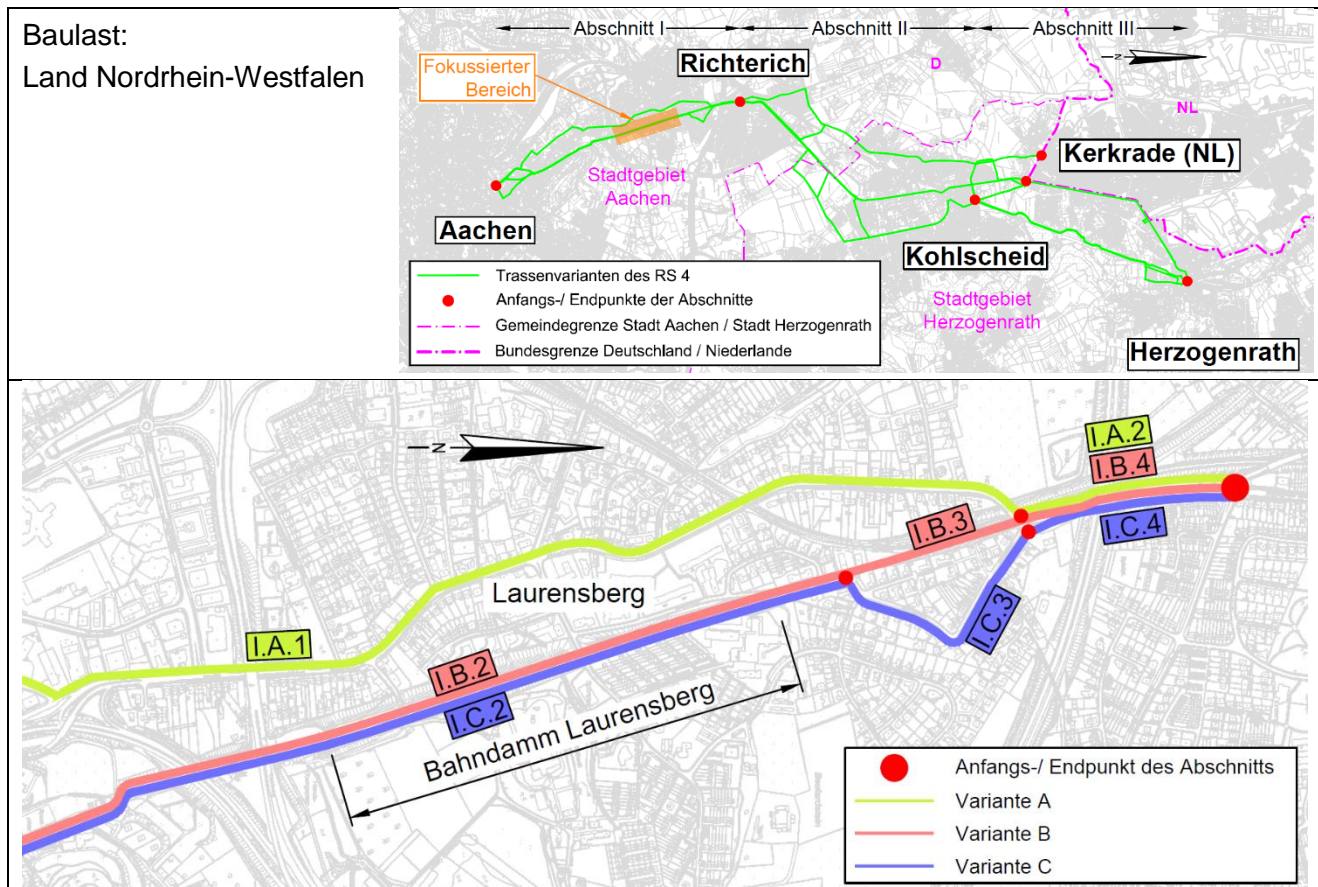 Baulast:
Land Nordrhein-Westfalen
Abschnitt I
Abschnitt II
Abschnitt III
Fokussierter
Bereich
Richterich
D
N
NL
Kerkrade (NL)
Stadtgebiet
Aachen
Aachen
Kohlscheid
Stadtgebiet
Herzogenrath
Herzogenrath
Trassenvarianten des RS 4
Anfangs-/ Endpunkte der Abschnitte
Gemeindegrenze Stadt Aachen / Stadt Herzogenrath
Bundesgrenze Deutschland / Niederlande
N
I.A.2
I.B.4
I.B.3
I.C.4
Laurensberg
I.C.3
I.A.1
I.B.2
I.C.2
Bahndamm Laurensberg
Anfangs-/ Endpunkt des Abschnitts
Variante A
Variante B
Variante C